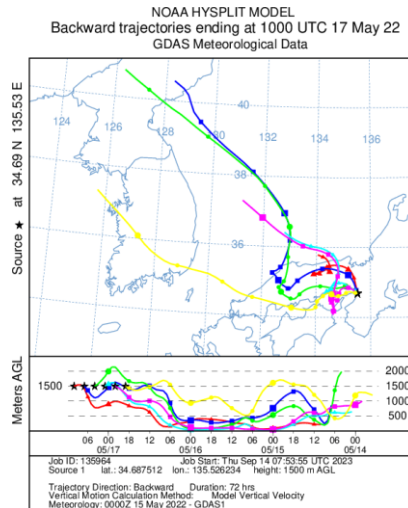 NOAA HYSPLIT MODEL
Backward trajectories ending at 1000 UTC 17 May 22
GDAS Meteorological Data
Source ★ at 34.69 N 135.53 E
124 126 128 130 132 134 136
40
38
36
Meters AGL
1500
2000
1500
1000
500
06 00 18 12 06 00 18 12 06 00 18 12 06 00
05/17 05/16 05/15 05/14
Job ID: 135964 Job Start: Thu Sep 14 07:53:55 UTC 2023
Source 1 lat.: 34.687512 lon.: 135.526234 height: 1500 m AGL
Trajectory Direction: Backward Duration: 72 hrs
Vertical Motion Calculation Method: Model Vertical Velocity
Meteorology: 0000Z 15 May 2022 - GDAS1